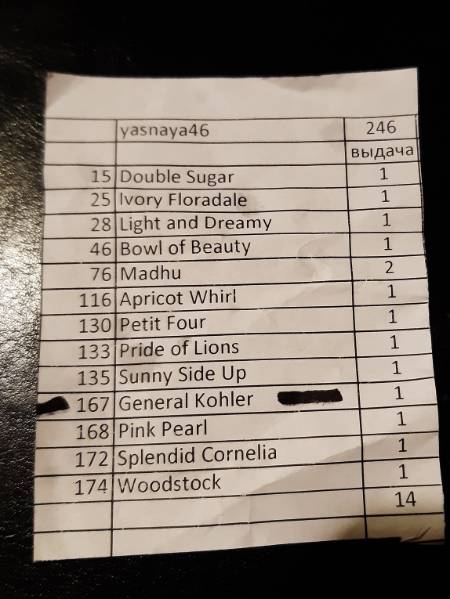 yasnaya46 246
выдача
15 Double Sugar 1
25 Ivory Floradale 1
28 Light and Dreamy 1
46 Bowl of Beauty 1
76 Madhu 2
116 Apricot Whirl 1
130 Petit Four 1
133 Pride of Lions 1
135 Sunny Side Up 1
167 General Kohler 1
168 Pink Pearl 1
172 Splendid Cornelia 1
174 Woodstock 1
14